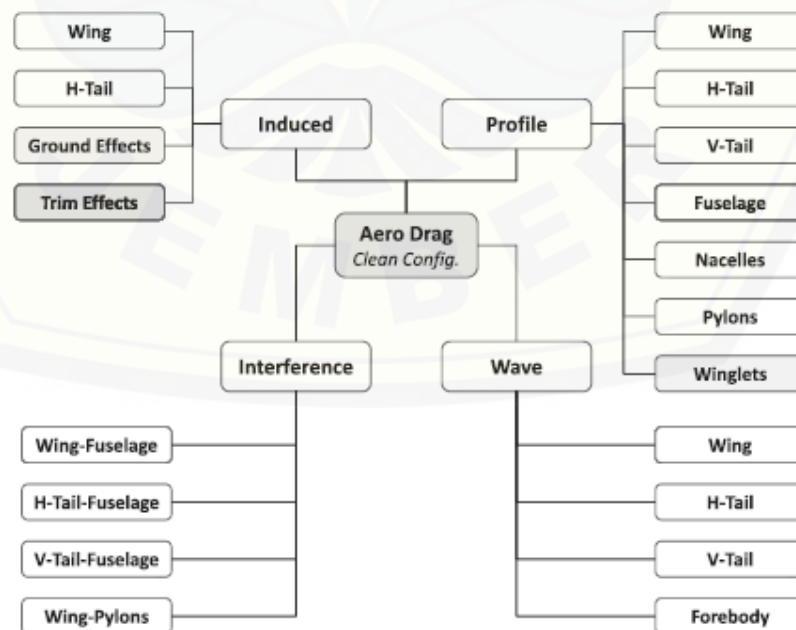 Wing
H-Tail
Ground Effects
Trim Effects
Induced
Profile
Wing
H-Tail
V-Tail
Fuselage
Nacelles
Pylons
Winglets
Aero Drag
Clean Config.
Interference
Wave
Wing-Fuselage
H-Tail-Fuselage
V-Tail-Fuselage
Wing-Pylons
Wing
H-Tail
V-Tail
Forebody
EMBER